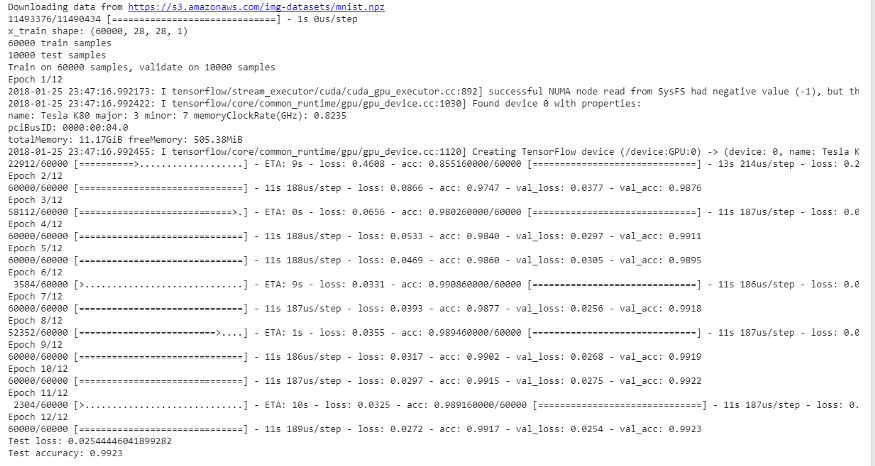 Downloading data from https://s3.amazonaws.com/img-datasets/mnist.npz
11493376/11490434 [==============================] - 1s 0us/step
x_train shape: (60000, 28, 28, 1)
60000 train samples
10000 test samples
Train on 60000 samples, validate on 10000 samples
Epoch 1/12
2018-01-25 23:47:16.992173: I tensorflow/stream_executor/cuda/cuda_gpu_executor.cc:892] successful NUMA node read from SysFS had negative value (-1), but th
2018-01-25 23:47:16.992422: I tensorflow/core/common_runtime/gpu/gpu_device.cc:1030] Found device 0 with properties:
name: Tesla K80 major: 3 minor: 7 memoryClockRate(GHz): 0.8235
pciBusID: 0000:00:04.0
totalMemory: 11.17GiB freeMemory: 505.38MiB
2018-01-25 23:47:16.992455: I tensorflow/core/common_runtime/gpu/gpu_device.cc:1120] Creating TensorFlow device (/device:GPU:0) -> (device: 0, name: Tesla K
22912/60000 [==========>...................] - ETA: 9s - loss: 0.4608 - acc: 0.855160000/60000 [==============================] - 13s 214us/step - loss: 0.2
Epoch 2/12
60000/60000 [==============================] - 11s 188us/step - loss: 0.0866 - acc: 0.9747 - val_loss: 0.0377 - val_acc: 0.9876
Epoch 3/12
58112/60000 [============================>.] - ETA: 0s - loss: 0.0656 - acc: 0.980260000/60000 [==============================] - 11s 187us/step - loss: 0.0
Epoch 4/12
60000/60000 [==============================] - 11s 188us/step - loss: 0.0533 - acc: 0.9840 - val_loss: 0.0297 - val_acc: 0.9911
Epoch 5/12
60000/60000 [==============================] - 11s 188us/step - loss: 0.0469 - acc: 0.9860 - val_loss: 0.0305 - val_acc: 0.9895
Epoch 6/12
3584/60000 [>.............................] - ETA: 9s - loss: 0.0331 - acc: 0.990860000/60000 [==============================] - 11s 186us/step - loss: 0.0
Epoch 7/12
60000/60000 [==============================] - 11s 187us/step - loss: 0.0393 - acc: 0.9877 - val_loss: 0.0256 - val_acc: 0.9918
Epoch 8/12
52352/60000 [=========================>....] - ETA: 1s - loss: 0.0355 - acc: 0.989460000/60000 [==============================] - 11s 187us/step - loss: 0.0
Epoch 9/12
60000/60000 [==============================] - 11s 186us/step - loss: 0.0317 - acc: 0.9902 - val_loss: 0.0268 - val_acc: 0.9919
Epoch 10/12
60000/60000 [==============================] - 11s 187us/step - loss: 0.0297 - acc: 0.9915 - val_loss: 0.0275 - val_acc: 0.9922
Epoch 11/12
2304/60000 [>.............................] - ETA: 10s - loss: 0.0325 - acc: 0.989160000/60000 [==============================] - 11s 187us/step - loss: 0.
Epoch 12/12
60000/60000 [==============================] - 11s 189us/step - loss: 0.0272 - acc: 0.9917 - val_loss: 0.0254 - val_acc: 0.9923
Test loss: 0.02544446041899282
Test accuracy: 0.9923